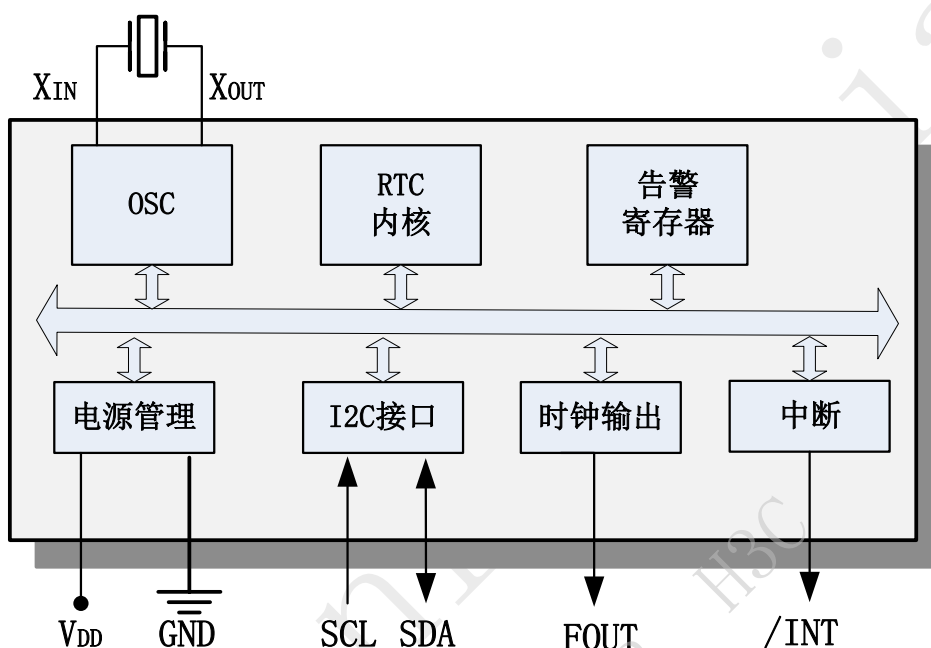 XIN
XOUT
OSC
RTC
内核
告警
寄存器
电源管理
I2C接口
时钟输出
中断
H3C
VDD
GND
SCL
SDA
FOUT
/INT